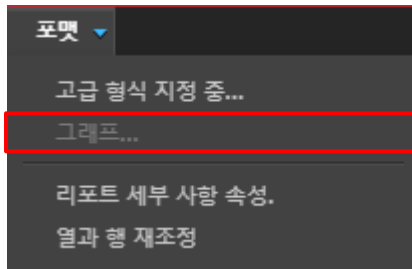 포맷
고급 형식 지정 중...
그래프...
리포트 세부 사항 속성.
열과 행 재조정